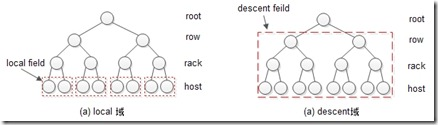 root
row
local field
rack
host
(a) local 域
descent feild
root
row
rack
host
(a) descent域